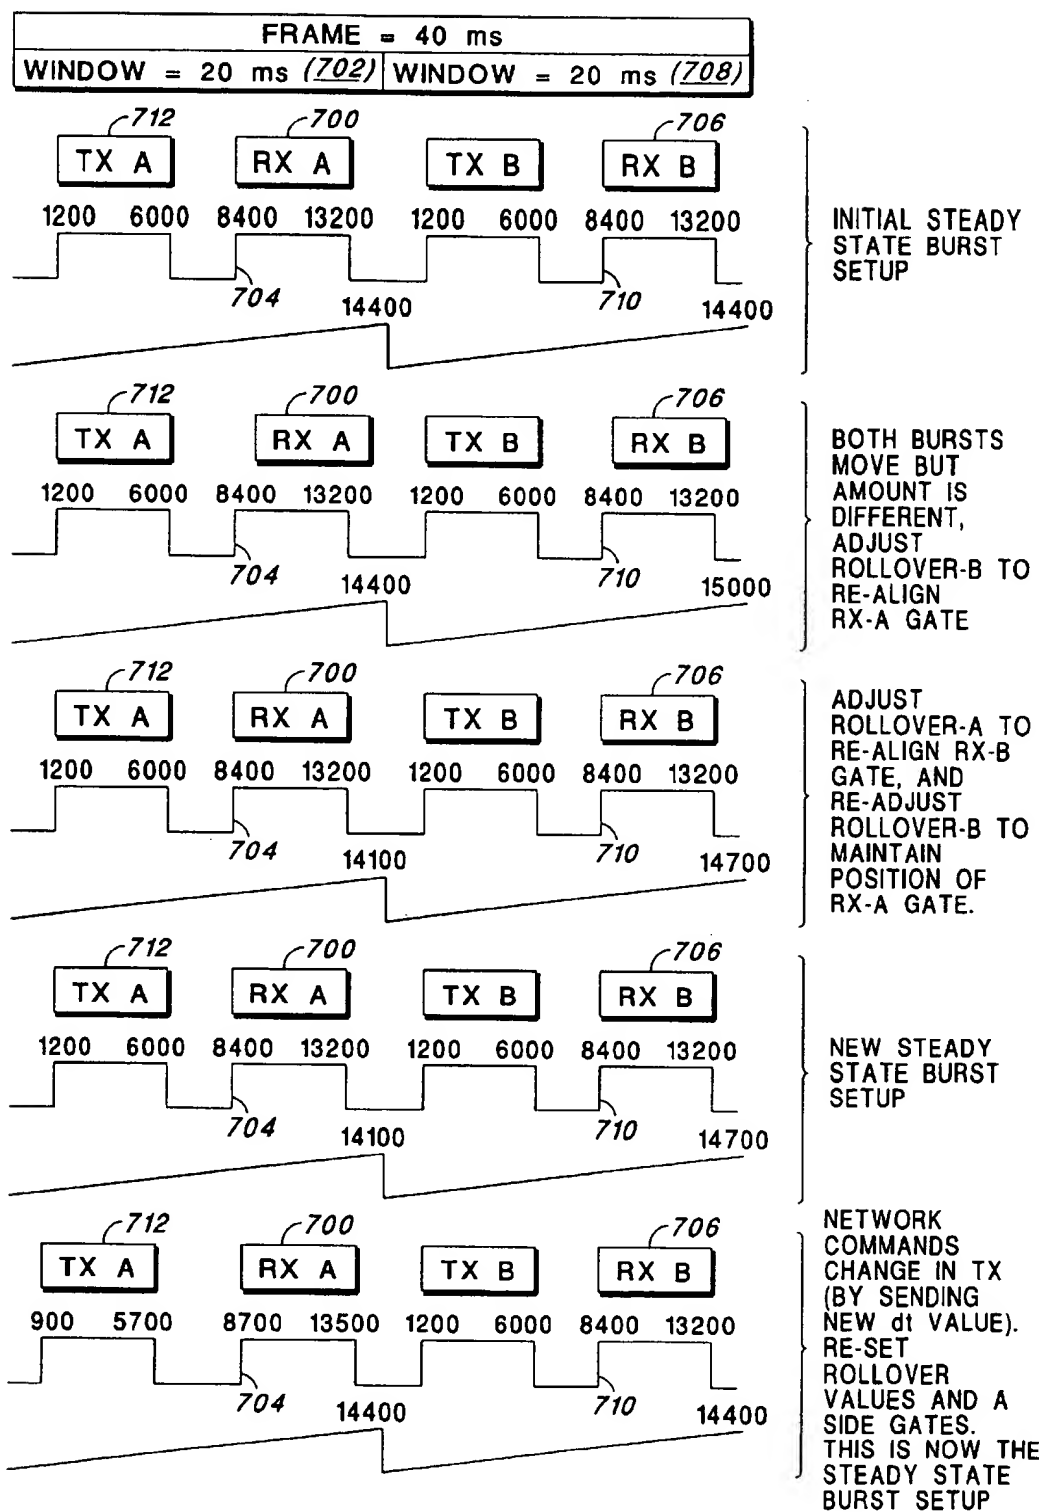 FRAME = 40 ms
WINDOW = 20 ms (702) WINDOW = 20 ms (708)
712 700 706
TX A RX A TX B RX B
1200 6000 8400 13200 1200 6000 8400 13200
704 14400 710 14400
INITIAL STEADY
STATE BURST
SETUP
712 700 706
TX A RX A TX B RX B
1200 6000 8400 13200 1200 6000 8400 13200
704 14400 710 15000
BOTH BURSTS
MOVE BUT
AMOUNT IS
DIFFERENT,
ADJUST
ROLLOVER-B TO
RE-ALIGN
RX-A GATE
712 700 706
TX A RX A TX B RX B
1200 6000 8400 13200 1200 6000 8400 13200
704 14100 710 14700
ADJUST
ROLLOVER-A TO
RE-ALIGN RX-B
GATE, AND
RE-ADJUST
ROLLOVER-B TO
MAINTAIN
POSITION OF
RX-A GATE.
712 700 706
TX A RX A TX B RX B
1200 6000 8400 13200 1200 6000 8400 13200
704 14100 710 14700
NEW STEADY
STATE BURST
SETUP
712 700 706
TX A RX A TX B RX B
900 5700 8700 13500 1200 6000 8400 13200
704 14400 710 14400
NETWORK
COMMANDS
CHANGE IN TX
(BY SENDING
NEW dt VALUE).
RE-SET
ROLLOVER
VALUES AND A
SIDE GATES.
THIS IS NOW THE
STEADY STATE
BURST SETUP